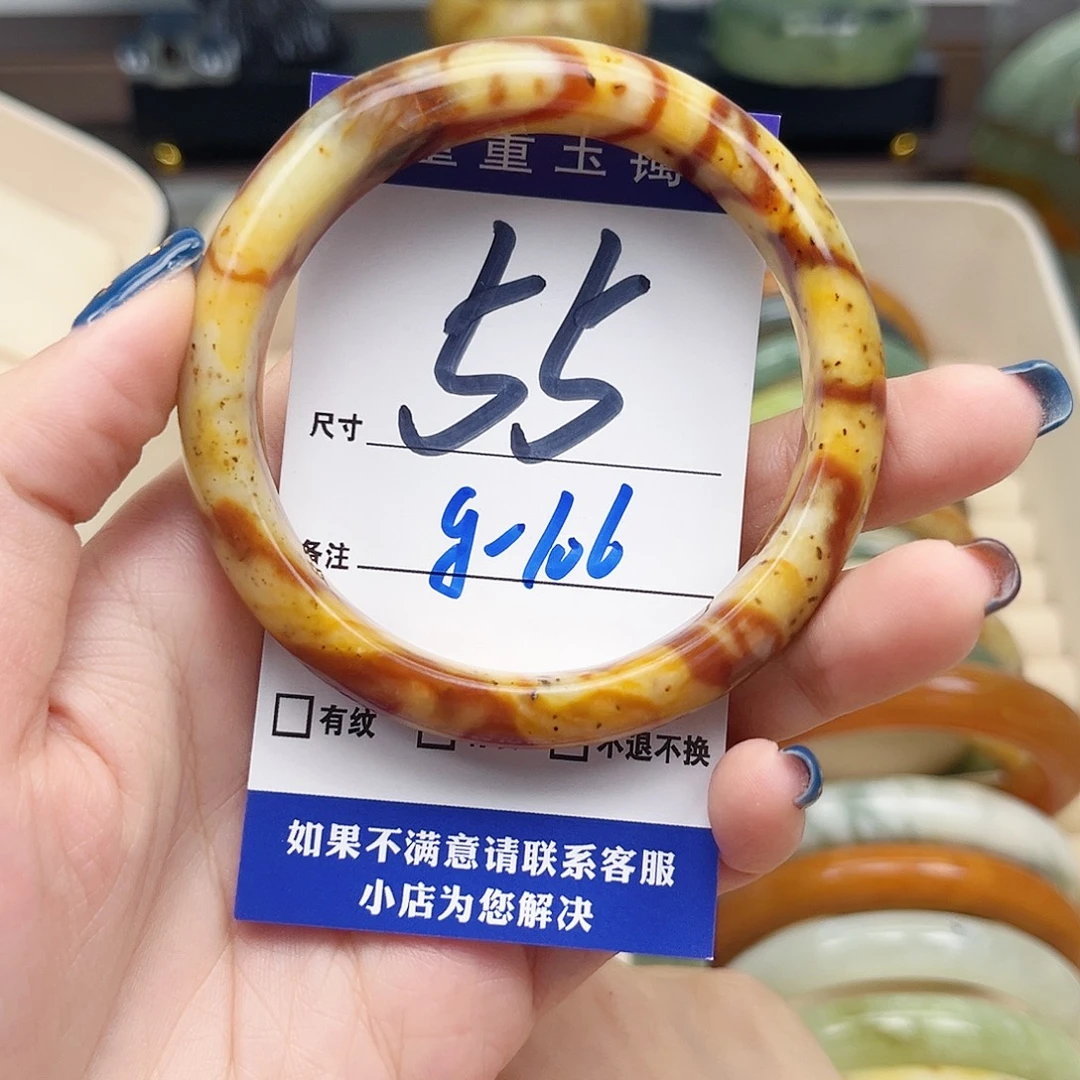 重玉镯
尺寸 55
备注 g-106
有纹
不退不换
如果不满意请联系客服
小店为您解决